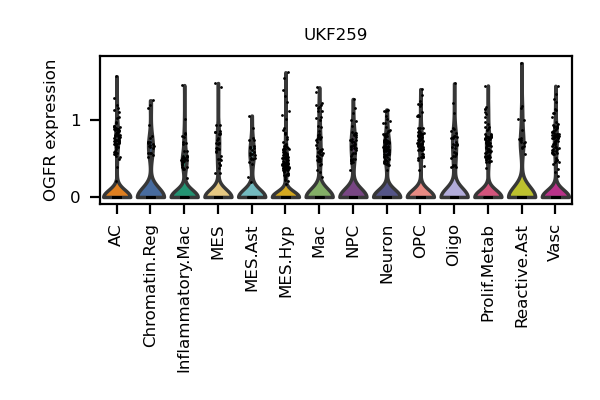 UKF259
OGFR expression
1
0
AC
Chromatin.Reg
Inflammatory.Mac
MES
MES.Ast
MES.Hyp
Mac
NPC
Neuron
OPC
Oligo
Prolif.Metab
Reactive.Ast
Vasc